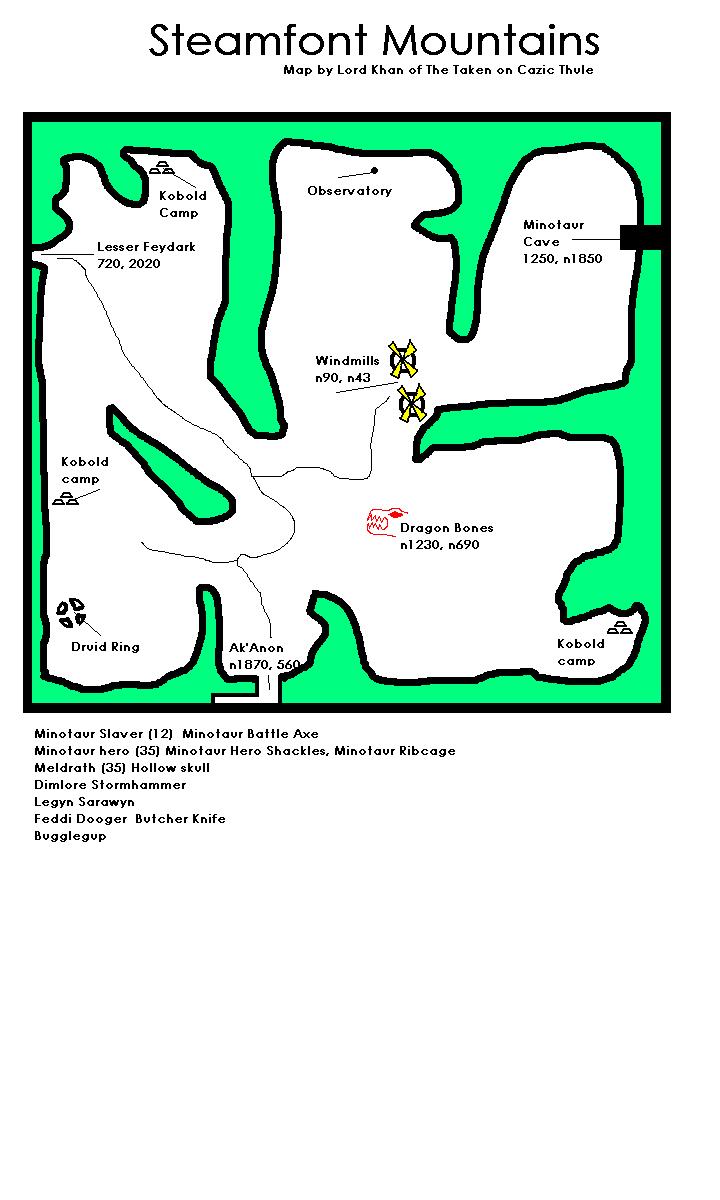 Steamfont Mountains
Map by Lord Khan of The Taken on Cazic Thule
Kobold
Camp
Observatory
Minotaur
Cave
1250, n1850
Lesser Feydark
720, 2020
Windmills
n90, n43
Kobold
camp
Dragon Bones
n1230, n690
Druid Ring
Ak'Anon
n1870, 560
Kobold
camp
Minotaur Slaver (12)  Minotaur Battle Axe
Minotaur hero (35) Minotaur Hero Shackles, Minotaur Ribcage
Meldrath (35) Hollow skull
Dimlore Stormhammer
Legyn Sarawyn
Feddi Dooger  Butcher Knife
Bugglegup